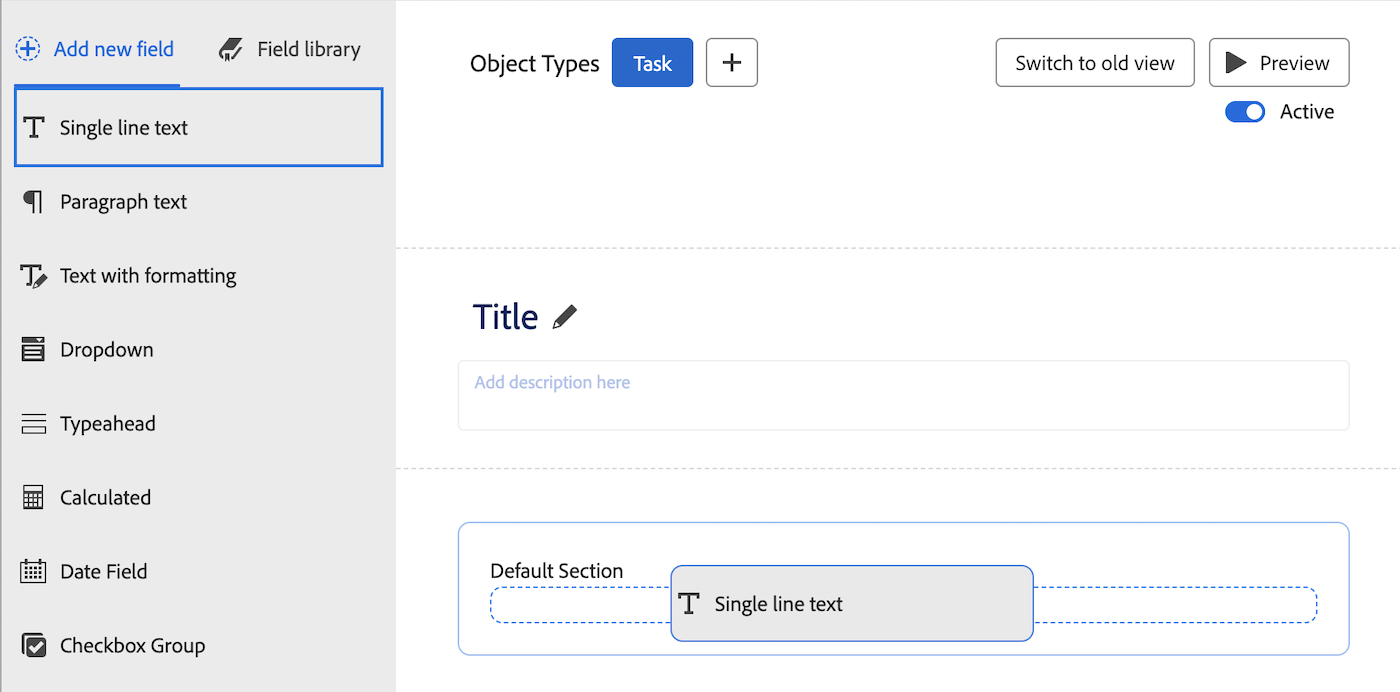 Add new field
Field library
Single line text
Paragraph text
Text with formatting
Dropdown
Typeahead
Calculated
Date Field
Checkbox Group
Object Types
Task
+
Switch to old view
Preview
Active
Title
Add description here
Default Section
Single line text